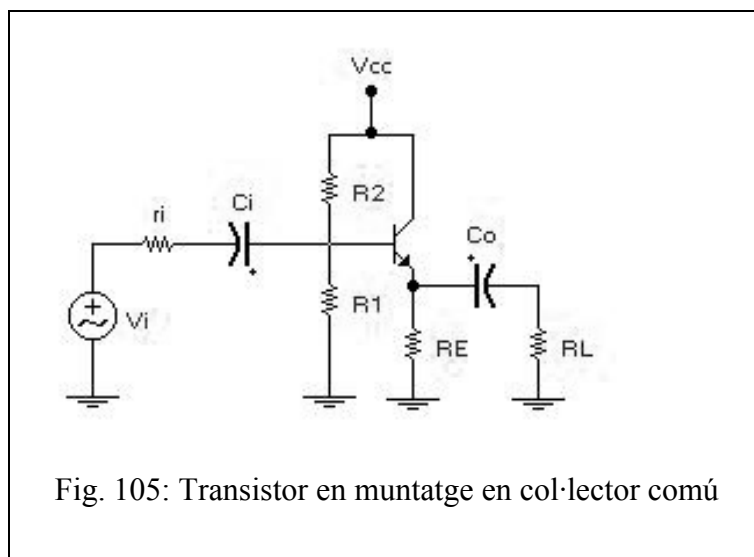 Vcc
R2
Ci
ri
Co
+
+
Vi
+
R1
RE
RL
Fig. 105: Transistor en muntatge en col·lector comú